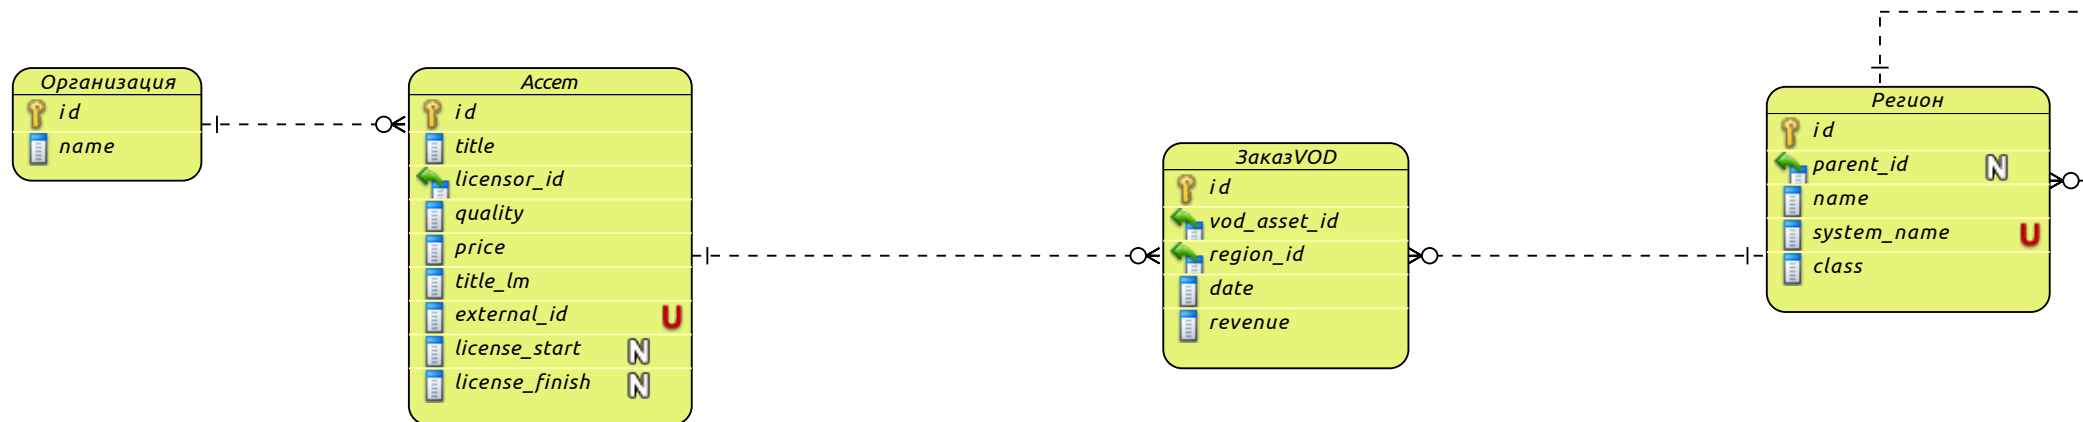 Организация
id
name
Ассет
id
title
licensor_id
quality
price
title_lm
external_id U
license_start N
license_finish N
ЗаказVOD
id
vod_asset_id
region_id
date
revenue
Регион
id
parent_id N
name
system_name U
class